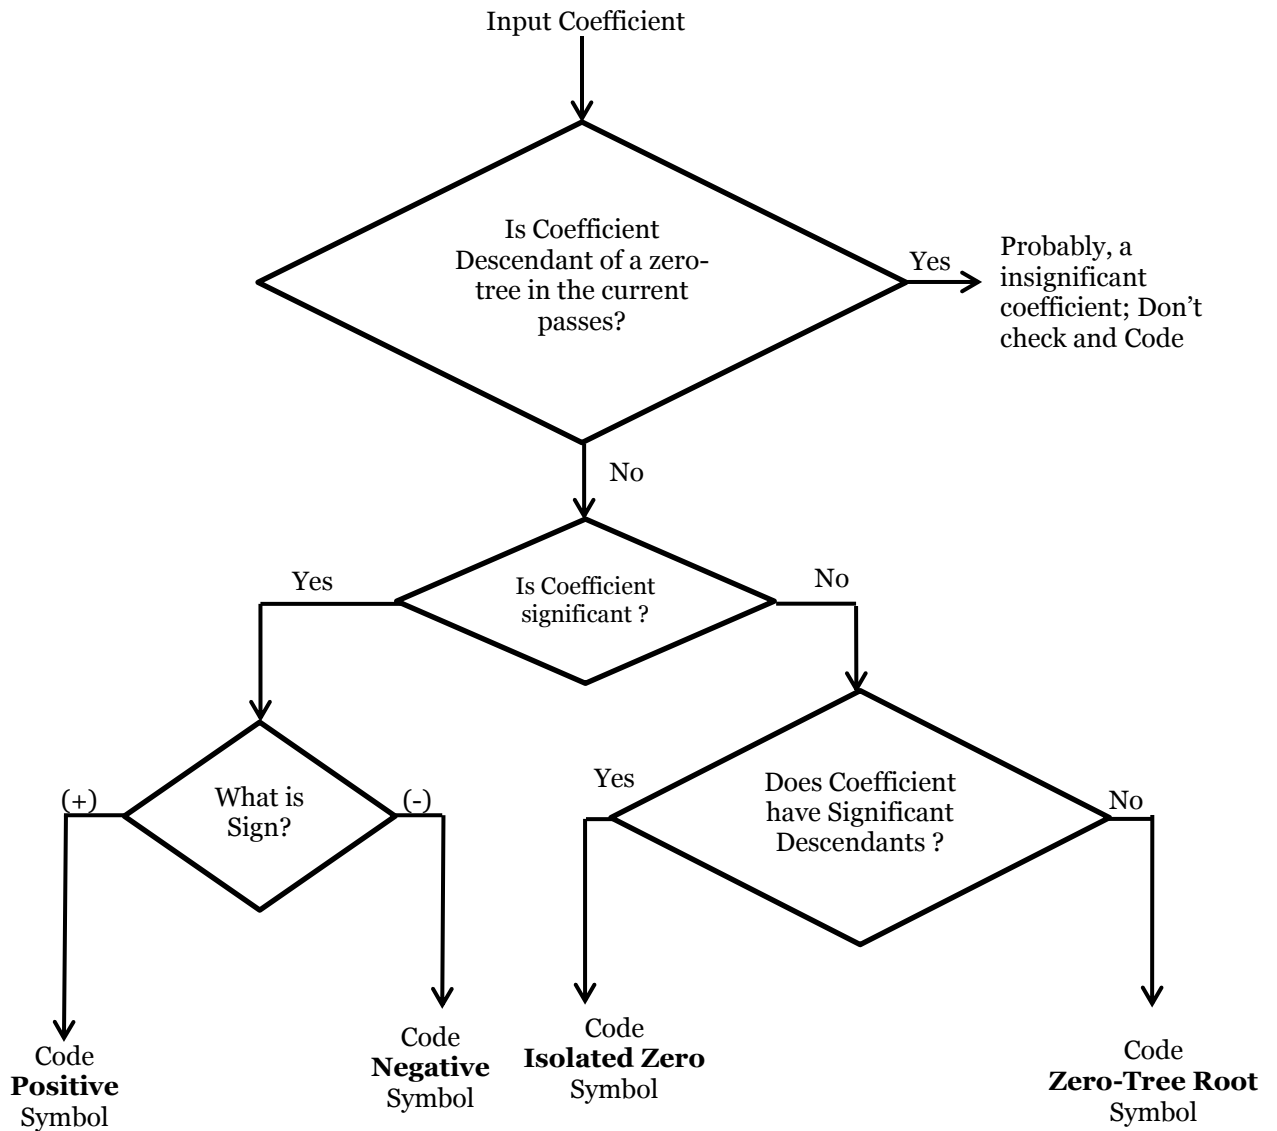 Input Coefficient
Is Coefficient
Descendant of a zero-
tree in the current
passes?
Yes
Probably, a
insignificant
coefficient; Don’t
check and Code
No
Is Coefficient
significant ?
Yes
No
What is
Sign?
(+)
(-)
Does Coefficient
have Significant
Descendants ?
Yes
No
Code
Positive
Symbol
Code
Negative
Symbol
Code
Isolated Zero
Symbol
Code
Zero-Tree Root
Symbol